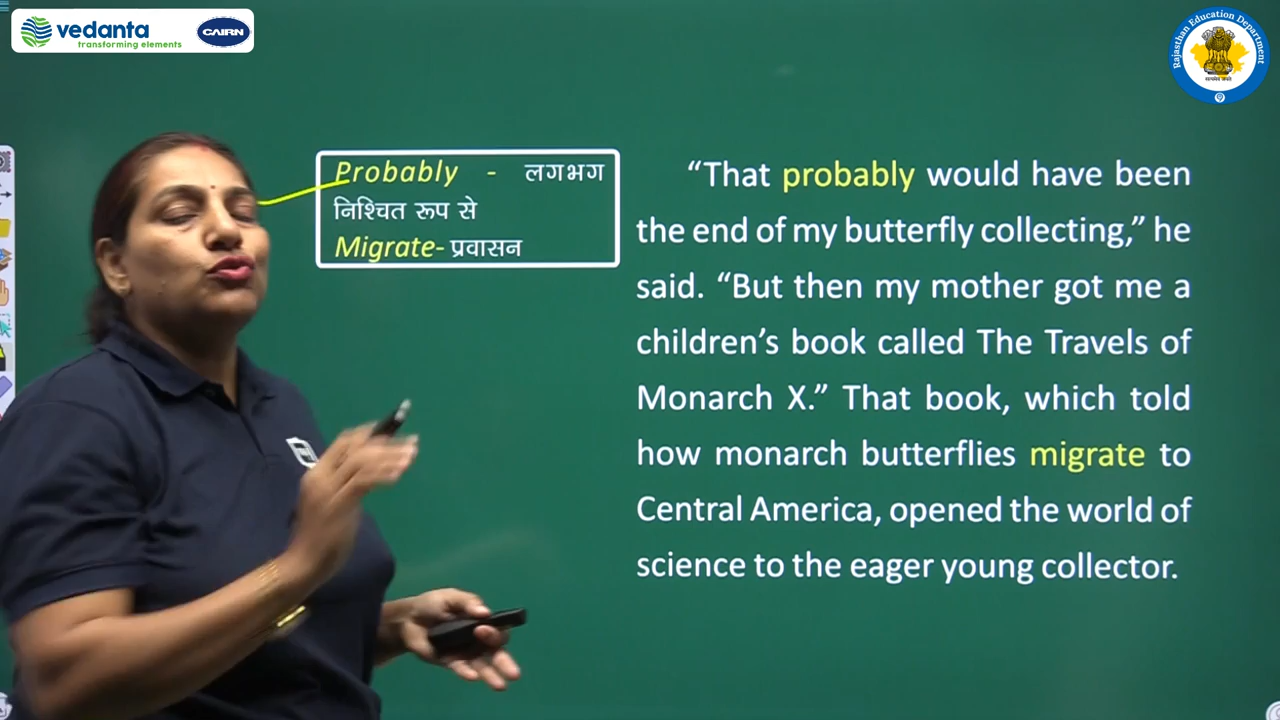 vedanta
transforming elements
CAIRN
Rajasthan Education Department
Probably - लगभग
निश्चित रूप से
Migrate- प्रवासन
“That probably would have been
the end of my butterfly collecting,” he
said. “But then my mother got me a
children’s book called The Travels of
Monarch X.” That book, which told
how monarch butterflies migrate to
Central America, opened the world of
science to the eager young collector.